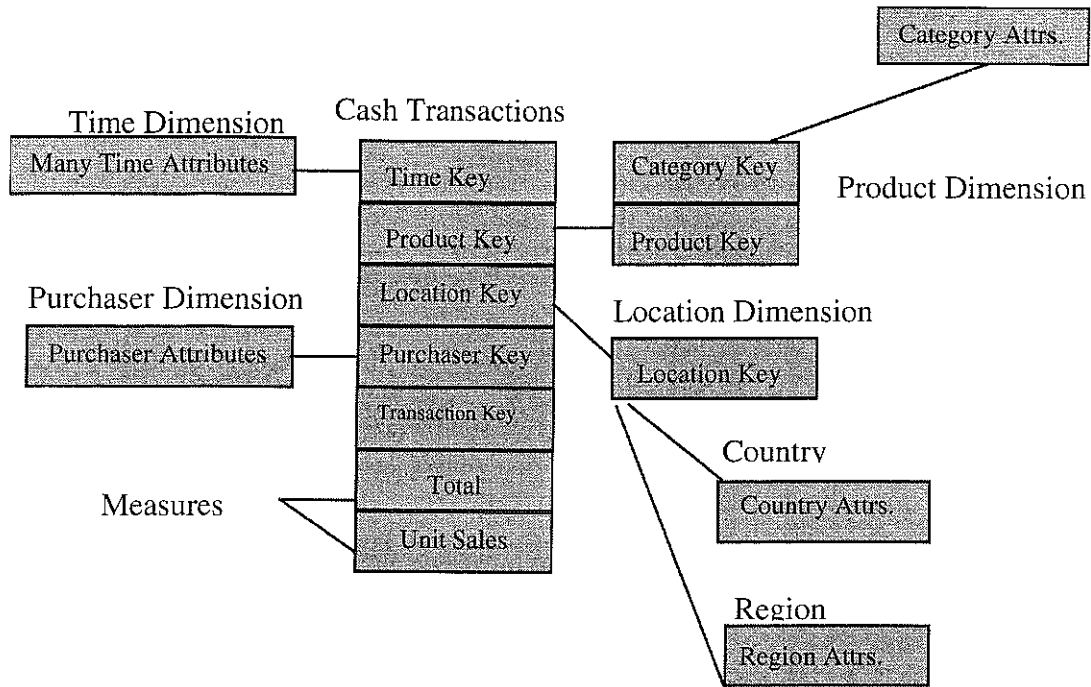 Category Attrs.
Cash Transactions
Time Dimension
Many Time Attributes
Time Key
Category Key
Product Dimension
Product Key
Product Key
Location Key
Purchaser Dimension
Location Dimension
Purchaser Attributes
Purchaser Key
Location Key
Transaction Key
Country
Total
Measures
Country Attrs.
Unit Sales
Region
Region Attrs.